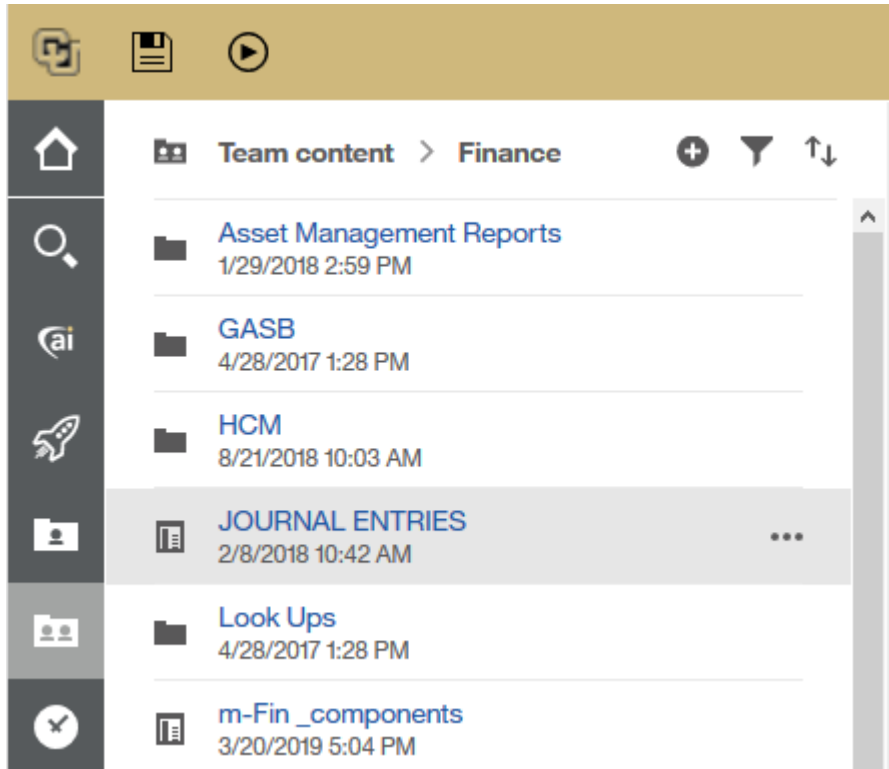 CU
Team content > Finance
Asset Management Reports
1/29/2018 2:59 PM
ai
GASB
4/28/2017 1:28 PM
HCM
8/21/2018 10:03 AM
JOURNAL ENTRIES
2/8/2018 10:42 AM
Look Ups
4/28/2017 1:28 PM
m-Fin _components
3/20/2019 5:04 PM